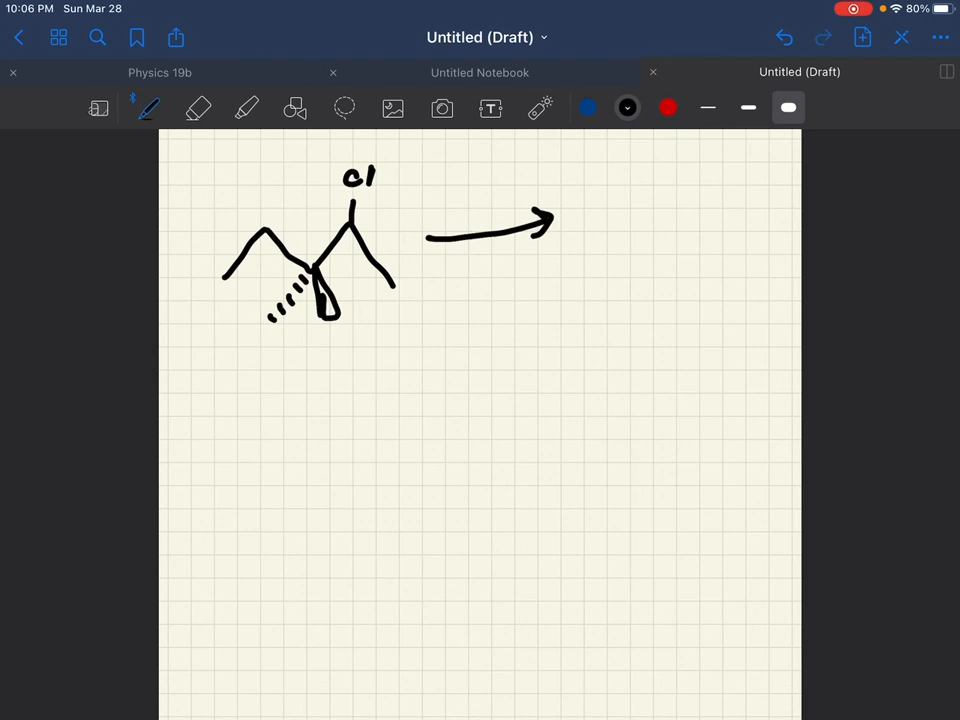 10:06 PM Sun Mar 28
80%
Untitled (Draft)
Physics 19b
Untitled Notebook
Untitled (Draft)
T
Cl